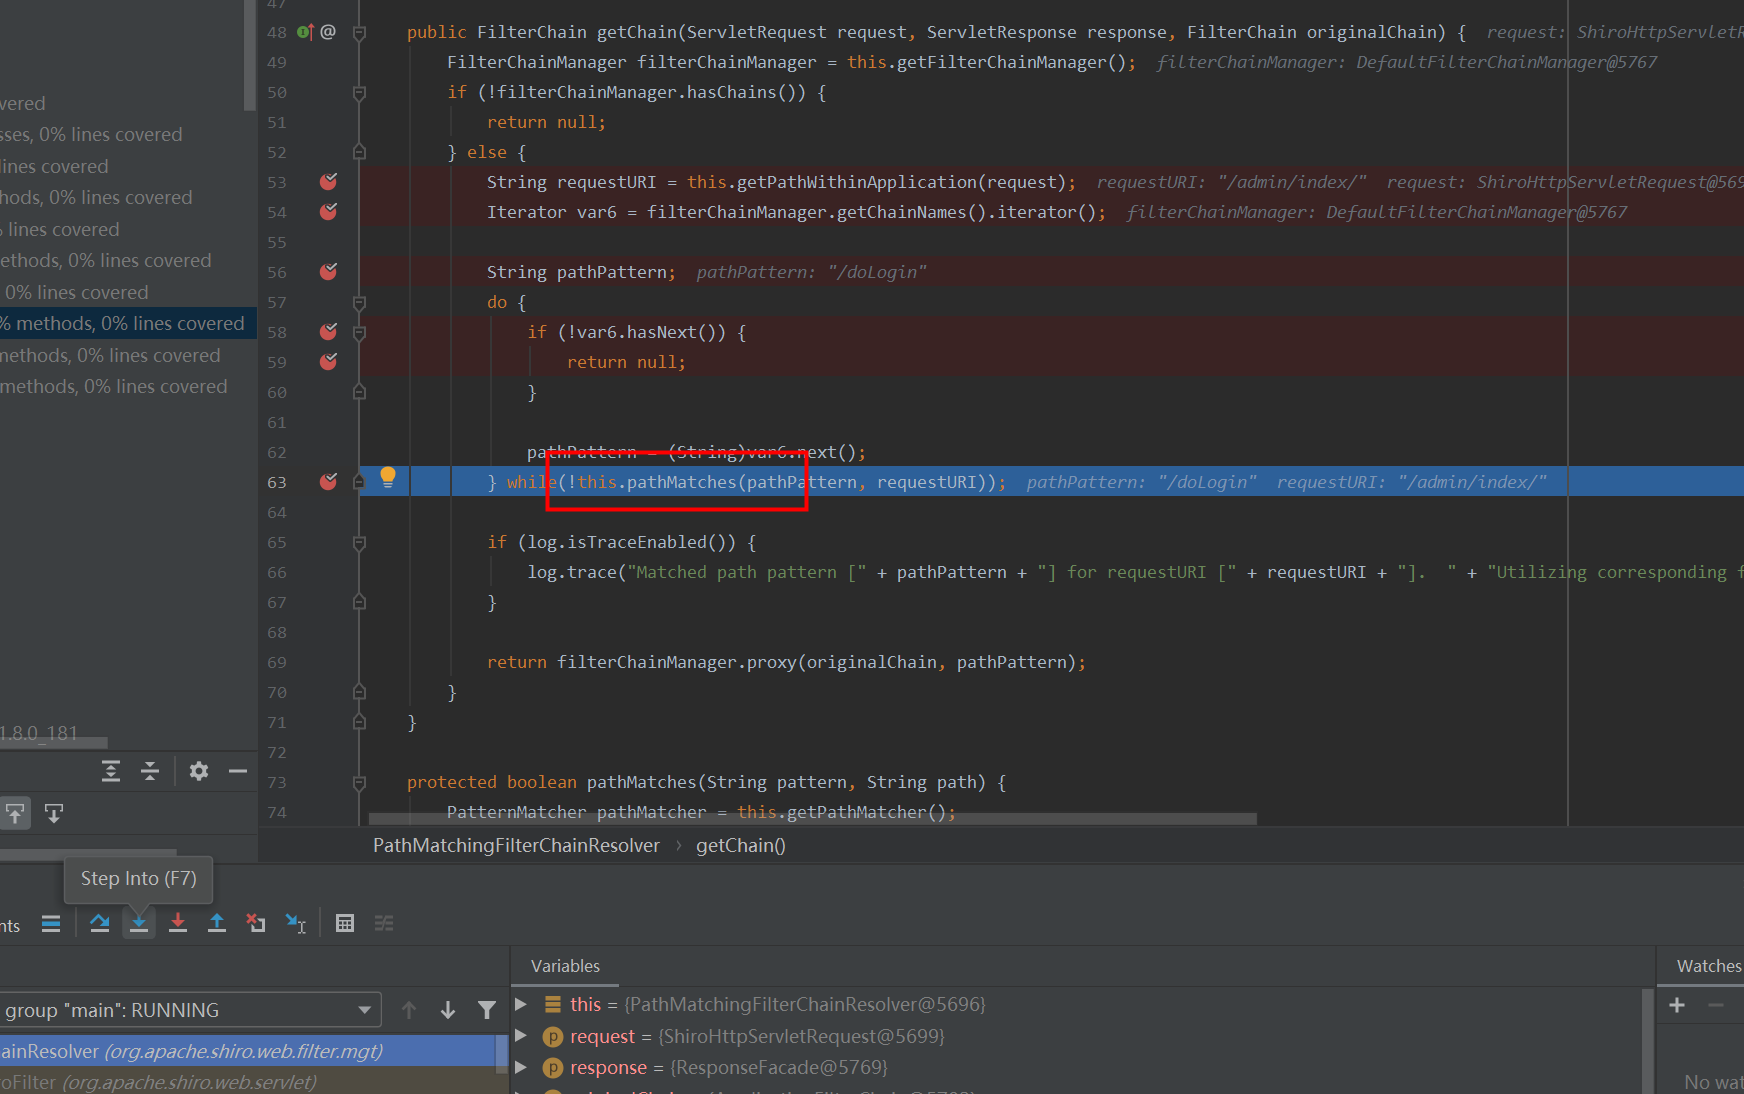 47
48 @ public FilterChain getChain(ServletRequest request, ServletResponse response, FilterChain originalChain) { request: ShiroHttpServletR
49 FilterChainManager filterChainManager = this.getFilterChainManager(); filterChainManager: DefaultFilterChainManager@5767
50 if (!filterChainManager.hasChains()) {
51 return null;
52 } else {
53 String requestURI = this.getPathWithinApplication(request); requestURI: "/admin/index/" request: ShiroHttpServletRequest@569
54 Iterator var6 = filterChainManager.getChainNames().iterator(); filterChainManager: DefaultFilterChainManager@5767
55
56 String pathPattern; pathPattern: "/doLogin"
57 do {
58 if (!var6.hasNext()) {
59 return null;
60 }
61
62 pathPattern = (String)var6.next();
63 } while(!this.pathMatches(pathPattern, requestURI)); pathPattern: "/doLogin" requestURI: "/admin/index/"
64
65 if (log.isTraceEnabled()) {
66 log.trace("Matched path pattern [" + pathPattern + "] for requestURI [" + requestURI + "].  " + "Utilizing corresponding f
67 }
68
69 return filterChainManager.proxy(originalChain, pathPattern);
70 }
71 }
72
73 protected boolean pathMatches(String pattern, String path) {
74 PatternMatcher pathMatcher = this.getPathMatcher();
overed
sses, 0% lines covered
lines covered
hods, 0% lines covered
lines covered
ethods, 0% lines covered
0% lines covered
% methods, 0% lines covered
methods, 0% lines covered
methods, 0% lines covered
1.8.0_181
PathMatchingFilterChainResolver › getChain()
Step Into (F7)
nts
Variables
Watches
group "main": RUNNING
this = {PathMatchingFilterChainResolver@5696}
request = {ShiroHttpServletRequest@5699}
response = {ResponseFacade@5769}
ainResolver (org.apache.shiro.web.filter.mgt)
oFilter (org.apache.shiro.web.servlet)
No wat